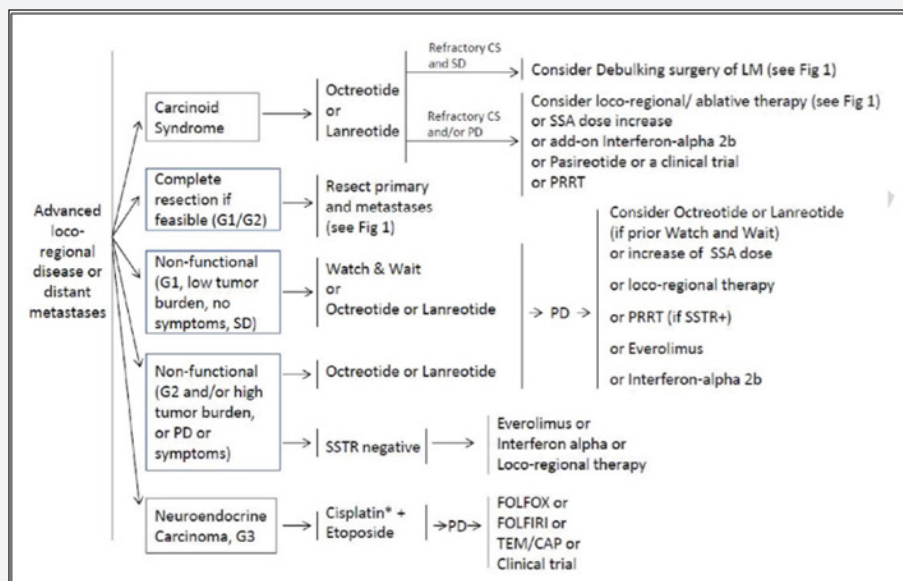 Advanced
loco-
regional
disease or
distant
metastases
Carcinoid
Syndrome
Octreotide
or
Lanreotide
Refractory CS
and SD
Consider Debulking surgery of LM (see Fig 1)
Refractory CS
and/or PD
Consider loco-regional/ ablative therapy (see Fig 1)
or SSA dose increase
or add-on Interferon-alpha 2b
or Pasireotide or a clinical trial
or PRRT
Complete
resection if
feasible (G1/G2)
Resect primary
and metastases
(see Fig 1)
Non-functional
(G1, low tumor
burden, no
symptoms, SD)
Watch & Wait
or
Octreotide or Lanreotide
Non-functional
(G2 and/or high
tumor burden,
or PD or
symptoms)
Octreotide or Lanreotide
PD
Consider Octreotide or Lanreotide
(if prior Watch and Wait)
or increase of SSA dose
or loco-regional therapy
or PRRT (if SSTR+)
or Everolimus
or Interferon-alpha 2b
SSTR negative
Everolimus or
Interferon alpha or
Loco-regional therapy
Neuroendocrine
Carcinoma, G3
Cisplatin* +
Etoposide
PD
FOLFOX or
FOLFIRI or
TEM/CAP or
Clinical trial